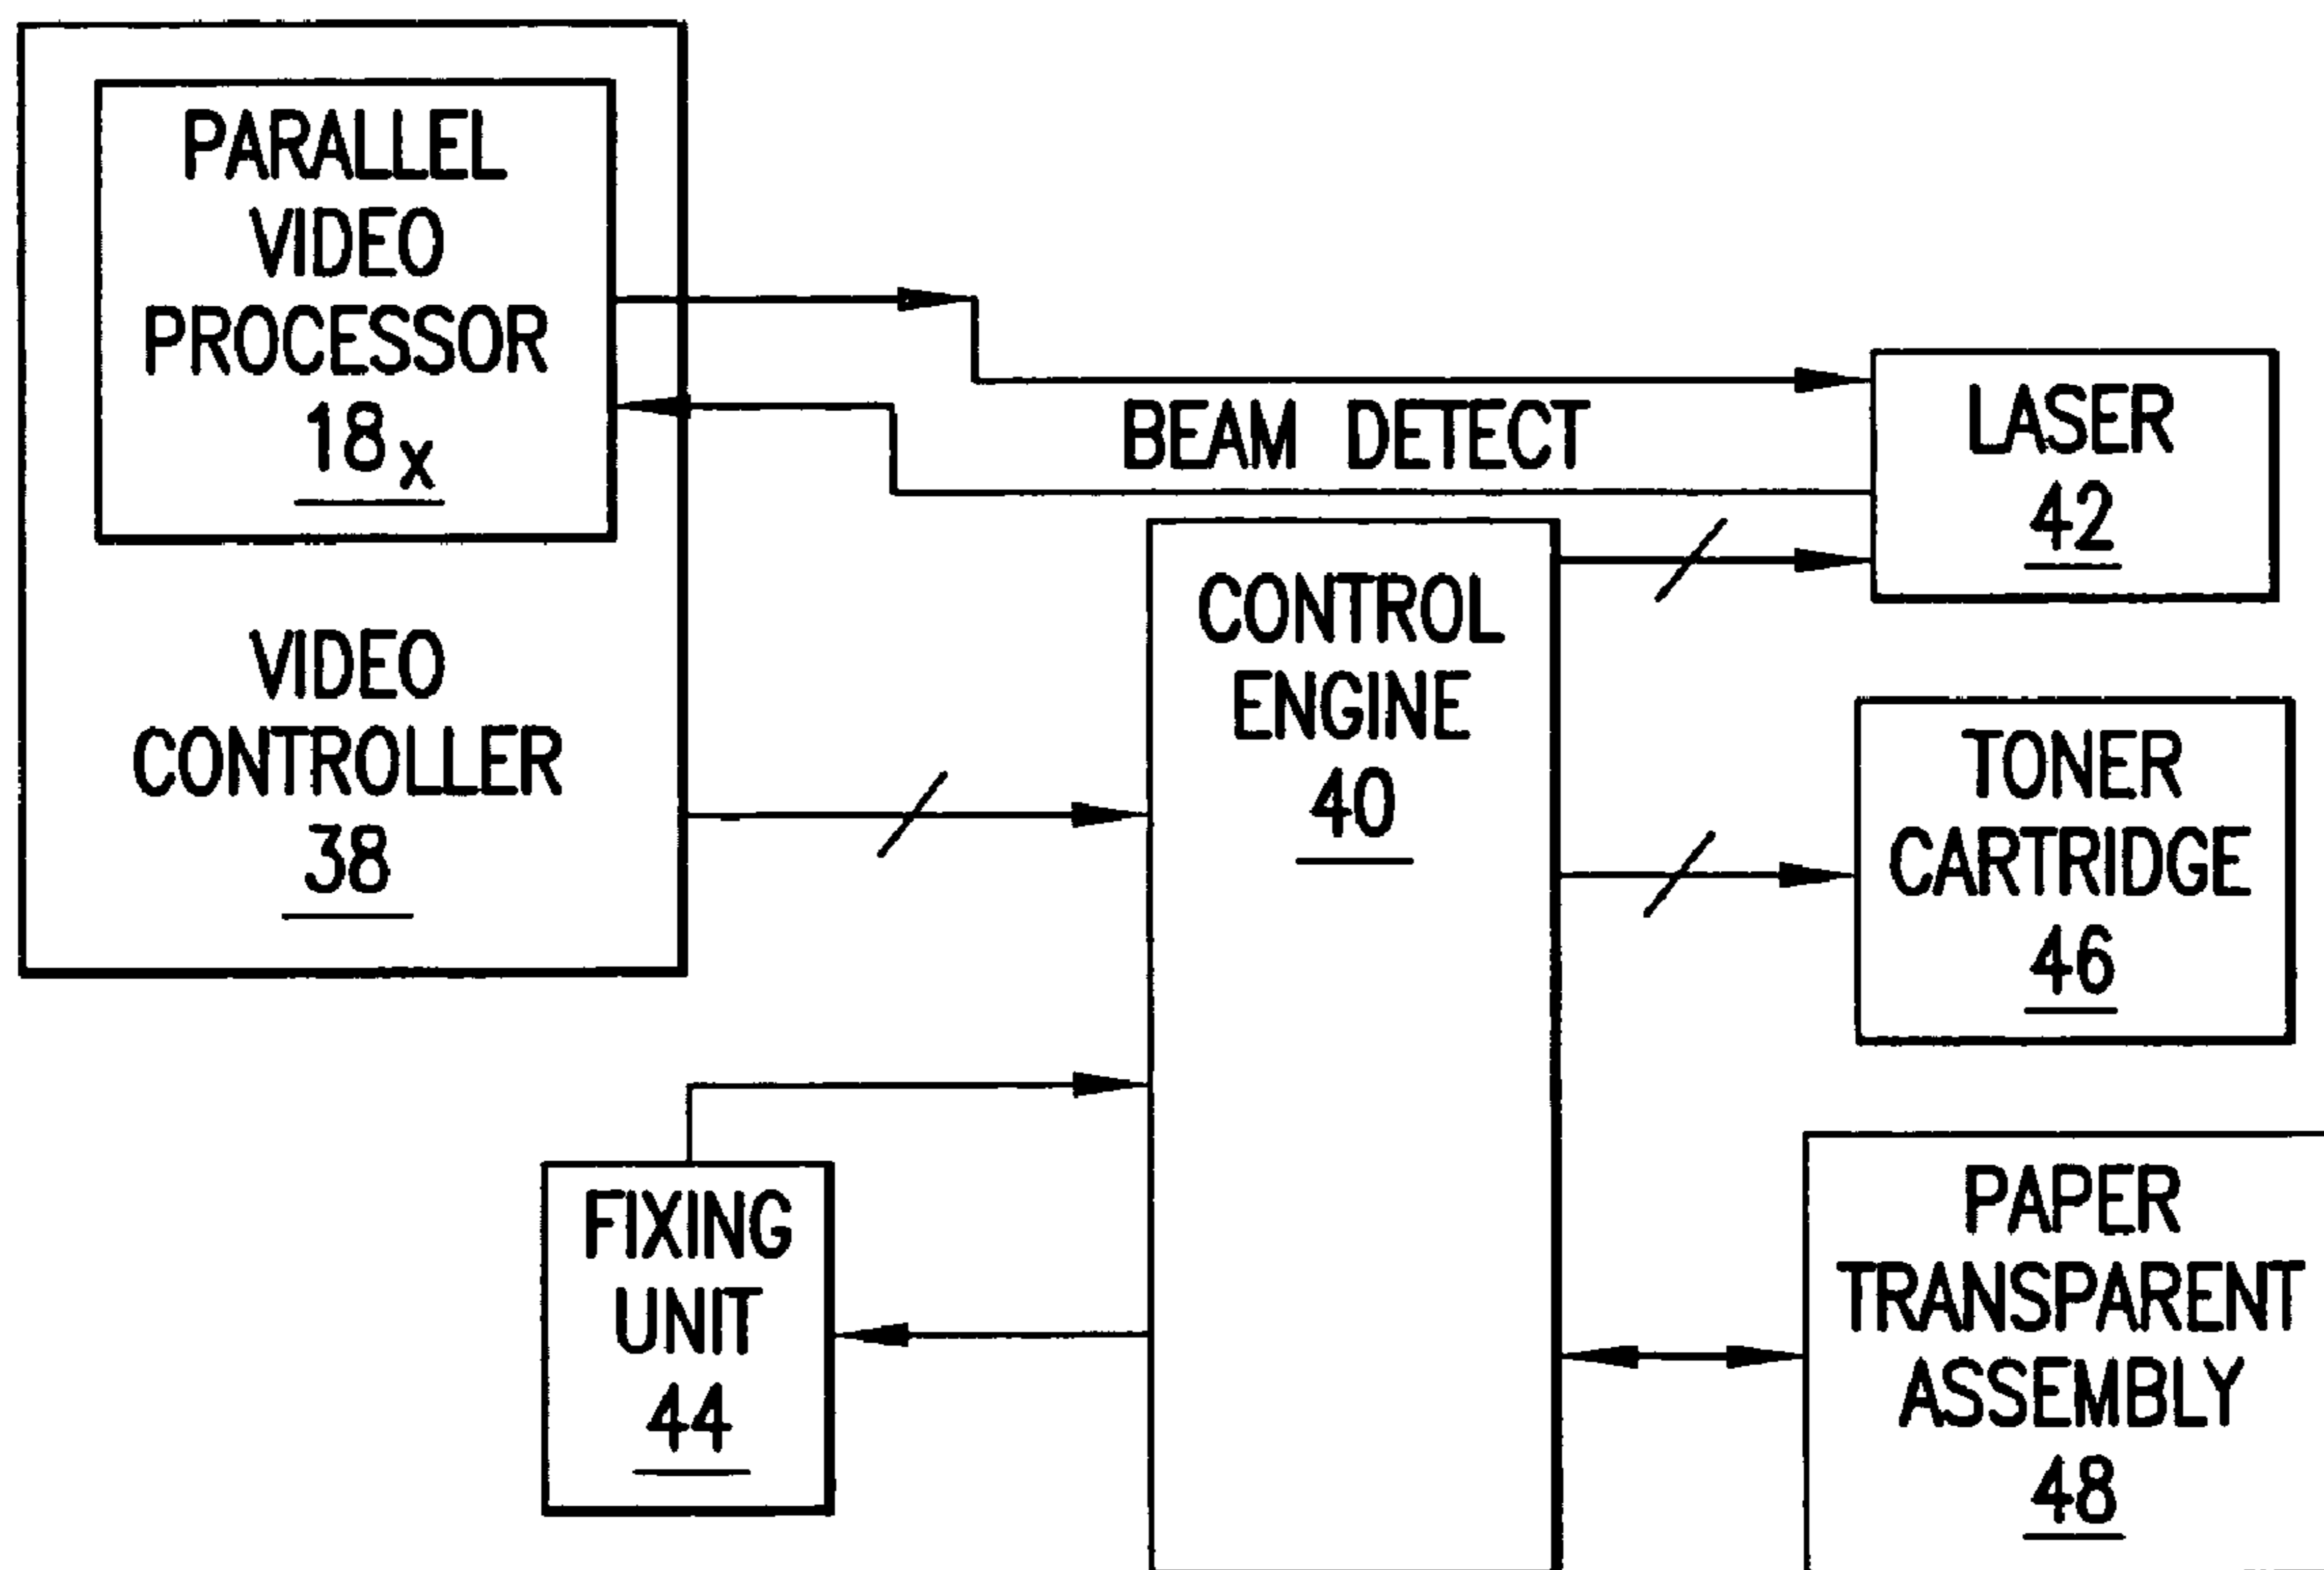 PARALLEL
VIDEO
PROCESSOR
18x
VIDEO
CONTROLLER
38
BEAM DETECT
LASER
42
CONTROL
ENGINE
40
TONER
CARTRIDGE
46
FIXING
UNIT
44
PAPER
TRANSPARENT
ASSEMBLY
48